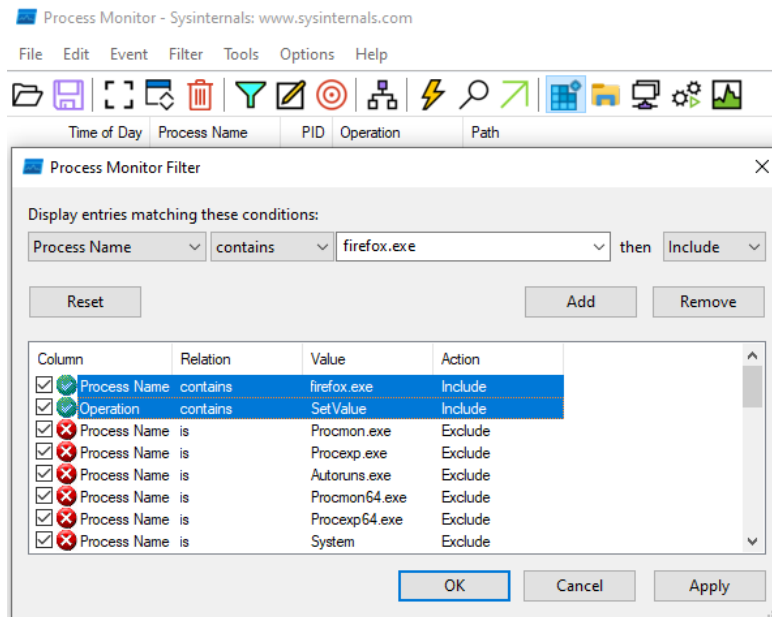 Process Monitor - Sysinternals: www.sysinternals.com
File Edit Event Filter Tools Options Help
Time of Day Process Name PID Operation Path
Process Monitor Filter
Display entries matching these conditions:
Process Name contains firefox.exe then Include
Reset Add Remove
Column Relation Value Action
Process Name contains firefox.exe Include
Operation contains SetValue Include
Process Name is Procmon.exe Exclude
Process Name is Procexp.exe Exclude
Process Name is Autoruns.exe Exclude
Process Name is Procmon64.exe Exclude
Process Name is Procexp64.exe Exclude
Process Name is System Exclude
OK Cancel Apply